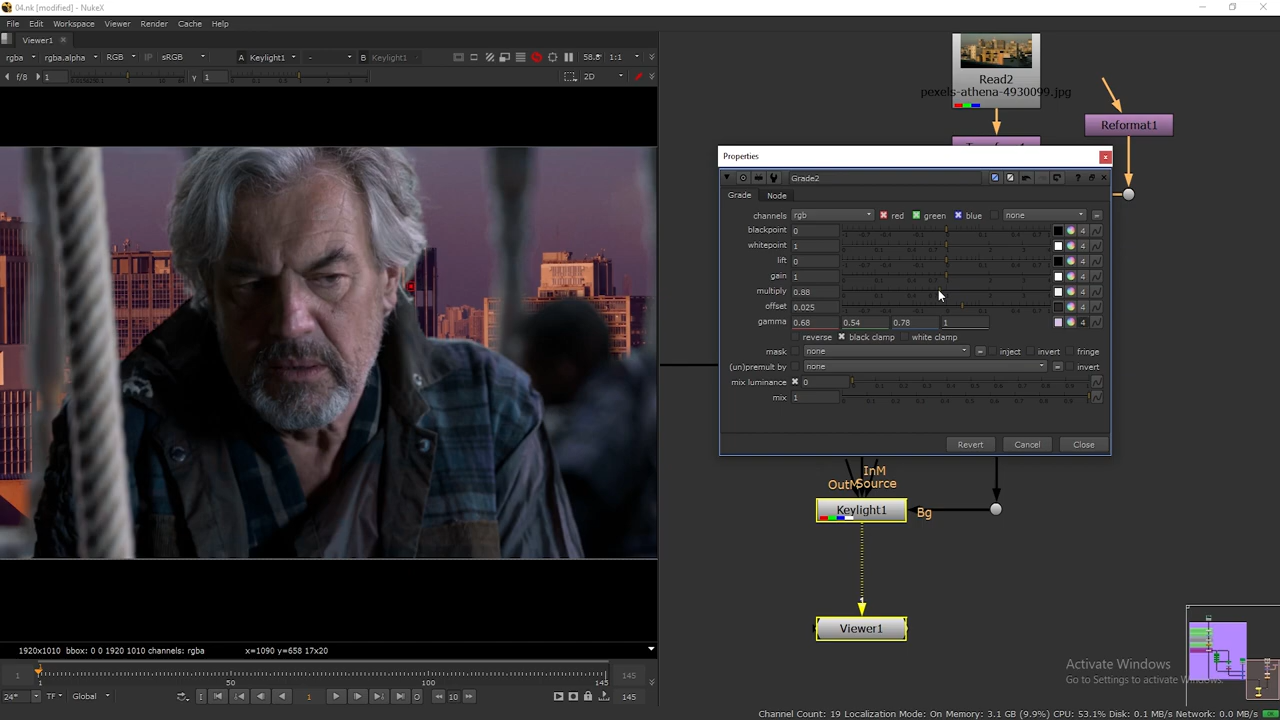 04.nk [modified] - NukeX
File Edit Workspace Viewer Render Cache Help
Viewer1
rgba rgba.alpha RGB IP sRGB A Keylight1 - B Keylight1 58.8 1:1
f/8 1 γ 1 2D
Read2
pexels-athena-4930099.jpg
Reformat1
Properties
Grade2
Grade Node
channels rgb red green blue none
blackpoint 0
whitepoint 1
lift 0
gain 1
multiply 0.88
offset 0.025
gamma 0.68 0.54 0.78 1
reverse black clamp white clamp
mask none inject invert fringe
(un)premult by none invert
mix luminance 0
mix 1
Revert Cancel Close
InM
OutM Source
Keylight1
Bg
Viewer1
1920x1010 bbox: 0 0 1920 1010 channels: rgba x=1090 y=658 17x20
1 1 50 100 145 145
24* TF Global 1 10 145
Activate Windows
Go to Settings to activate Windows.
Channel Count: 19 Localization Mode: On Memory: 3.1 GB (9.9%) CPU: 53.1% Disk: 0.1 MB/s Network: 0.0 MB/s